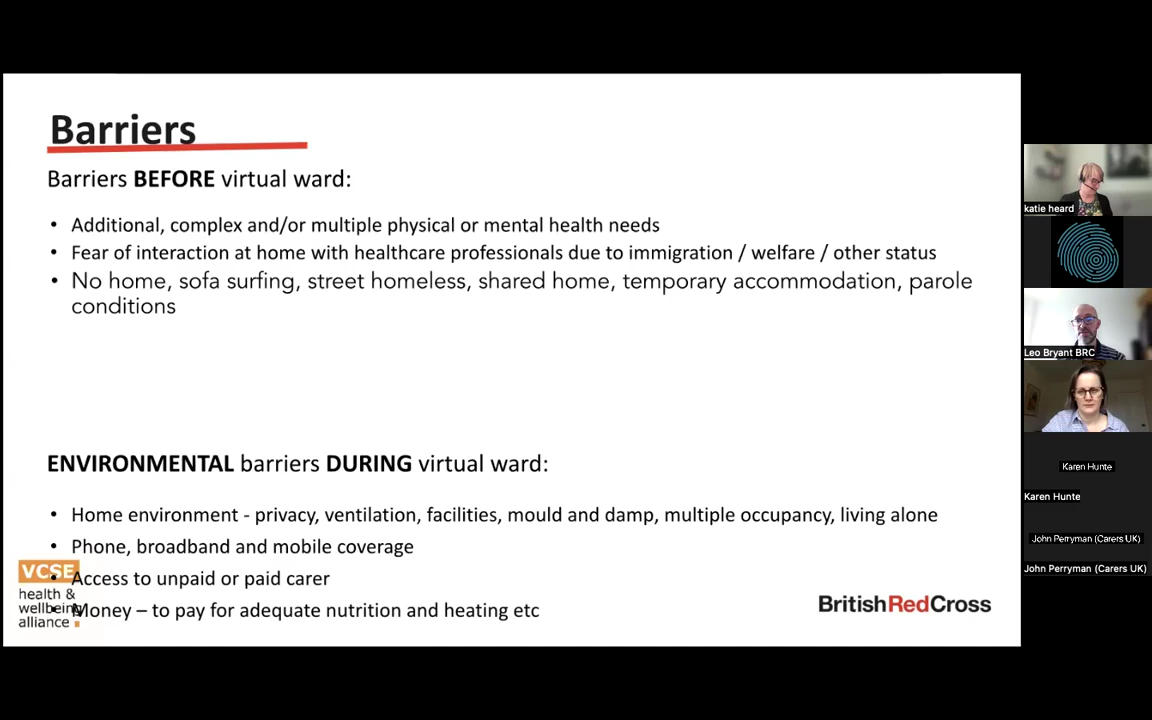 Barriers
Barriers BEFORE virtual ward:
• Additional, complex and/or multiple physical or mental health needs
• Fear of interaction at home with healthcare professionals due to immigration / welfare / other status
• No home, sofa surfing, street homeless, shared home, temporary accommodation, parole
conditions
ENVIRONMENTAL barriers DURING virtual ward:
• Home environment - privacy, ventilation, facilities, mould and damp, multiple occupancy, living alone
• Phone, broadband and mobile coverage
• Access to unpaid or paid carer
• Money – to pay for adequate nutrition and heating etc
VCSE
health &
wellbeing
alliance
BritishRedCross
katie heard
Leo Bryant BRC
Karen Hunte
Karen Hunte
John Perryman (Carers UK)
John Perryman (Carers UK)